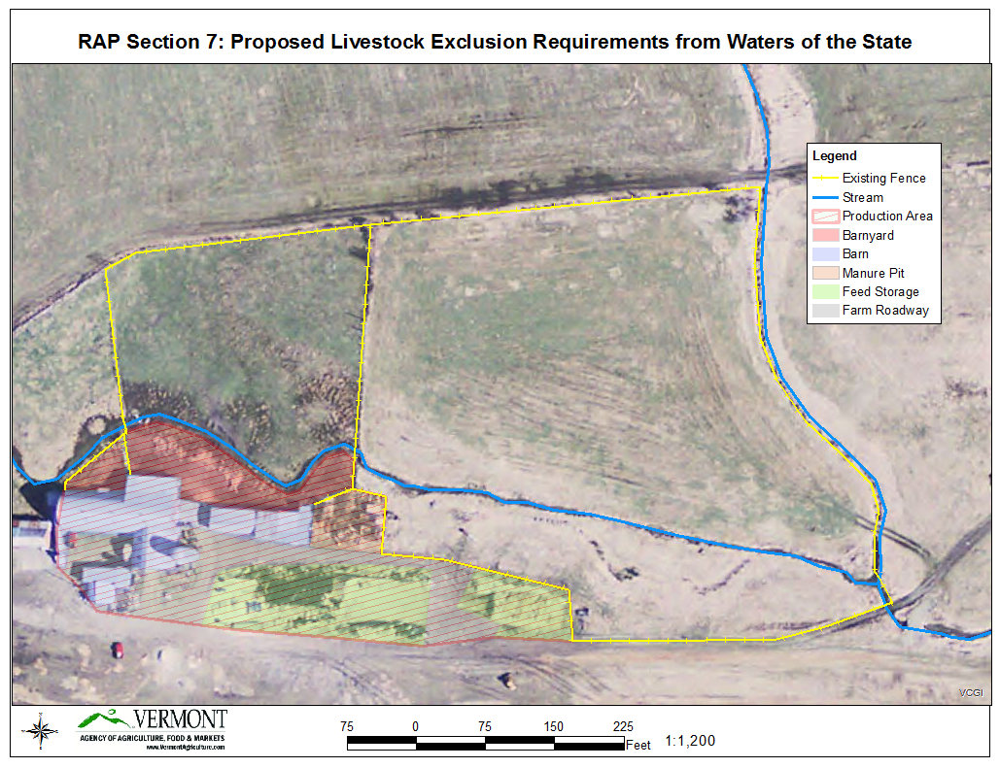 RAP Section 7: Proposed Livestock Exclusion Requirements from Waters of the State
Legend
Existing Fence
Stream
Production Area
Barnyard
Barn
Manure Pit
Feed Storage
Farm Roadway
VCGI
VERMONT
AGENCY OF AGRICULTURE, FOOD & MARKETS
www.VermontAgriculture.com
75 0 75 150 225
Feet
1:1,200